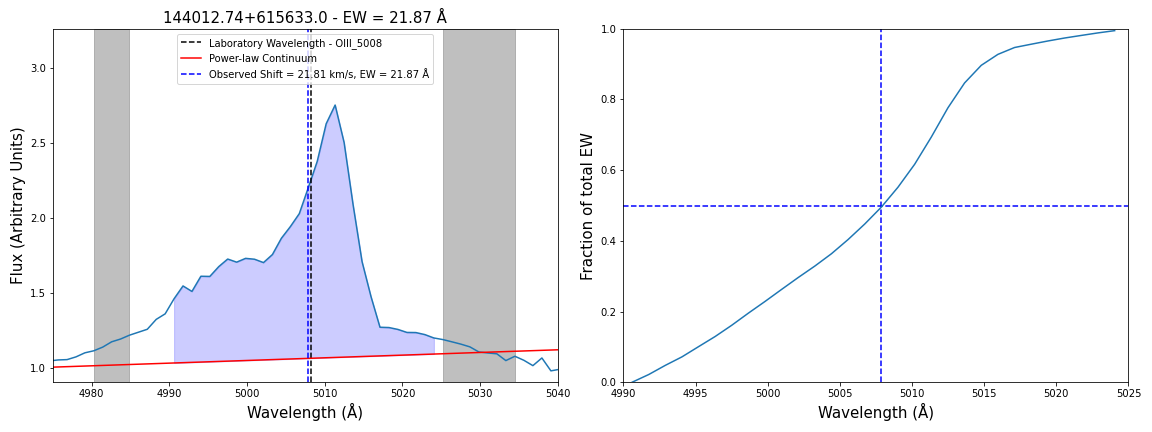 144012.74+615633.0 - EW = 21.87 Å
Laboratory Wavelength - OIII_5008
Power-law Continuum
Observed Shift = 21.81 km/s, EW = 21.87 Å
Flux (Arbitrary Units)
3.0
2.5
2.0
1.5
1.0
4980 4990 5000 5010 5020 5030 5040
Wavelength (Å)
Fraction of total EW
1.0
0.8
0.6
0.4
0.2
0.0
4990 4995 5000 5005 5010 5015 5020 5025
Wavelength (Å)